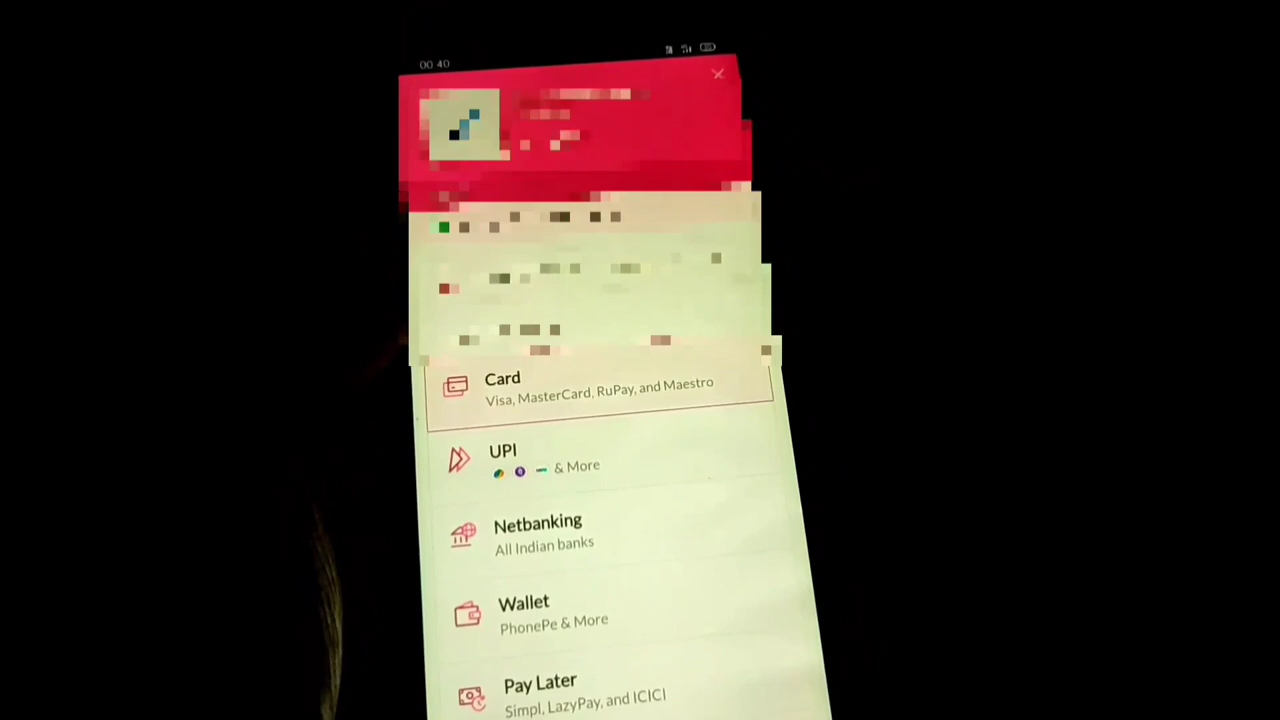 00 40
Card
Visa, MasterCard, RuPay, and Maestro
UPI
& More
Netbanking
All Indian banks
Wallet
PhonePe & More
Pay Later
Simpl, LazyPay, and ICICI